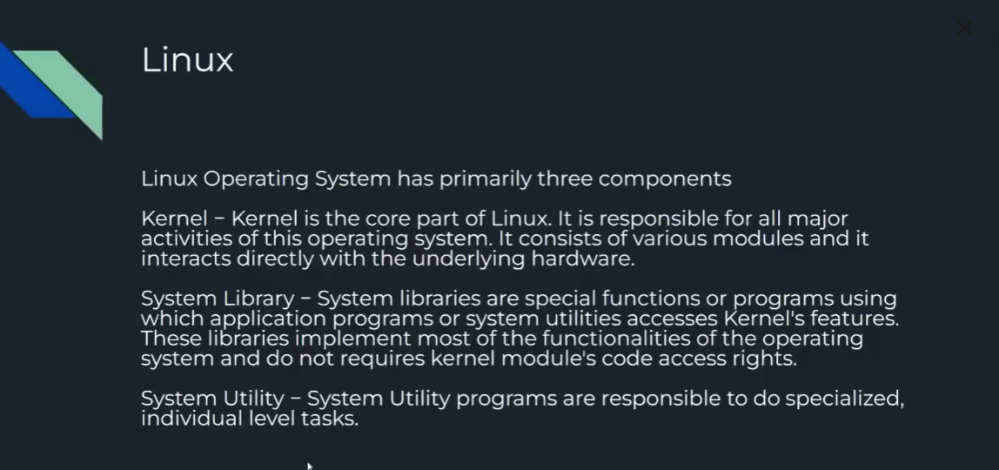 Linux
Linux Operating System has primarily three components
Kernel – Kernel is the core part of Linux. It is responsible for all major
activities of this operating system. It consists of various modules and it
interacts directly with the underlying hardware.
System Library – System libraries are special functions or programs using
which application programs or system utilities accesses Kernel's features.
These libraries implement most of the functionalities of the operating
system and do not requires kernel module's code access rights.
System Utility – System Utility programs are responsible to do specialized,
individual level tasks.